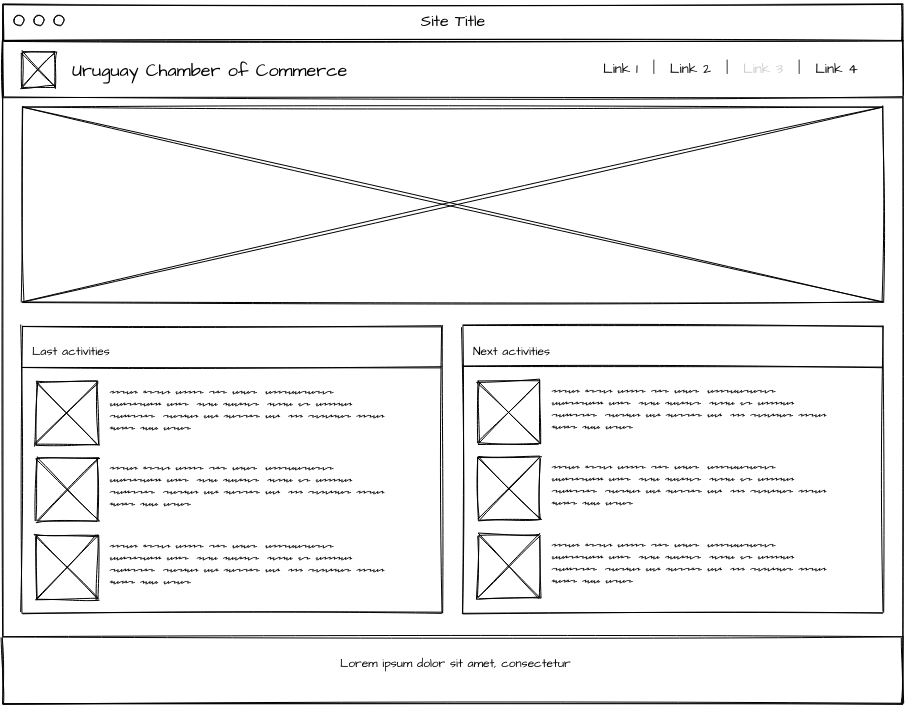 Site Title
Uruguay Chamber of Commerce
Link 1 | Link 2 | Link 3 | Link 4
Last activities
Next activities
Lorem ipsum dolor sit amet, consectetur